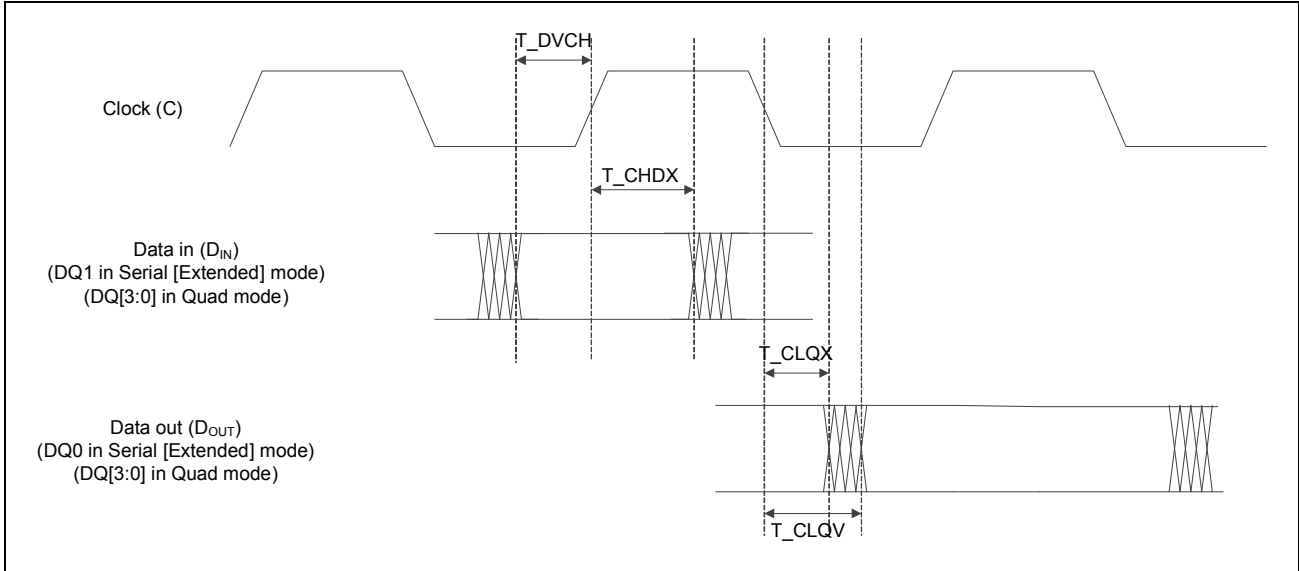 T_DVCH
Clock (C)
T_CHDX
Data in (DIN)
(DQ1 in Serial [Extended] mode)
(DQ[3:0] in Quad mode)
T_CLQX
Data out (DOUT)
(DQ0 in Serial [Extended] mode)
(DQ[3:0] in Quad mode)
T_CLQV